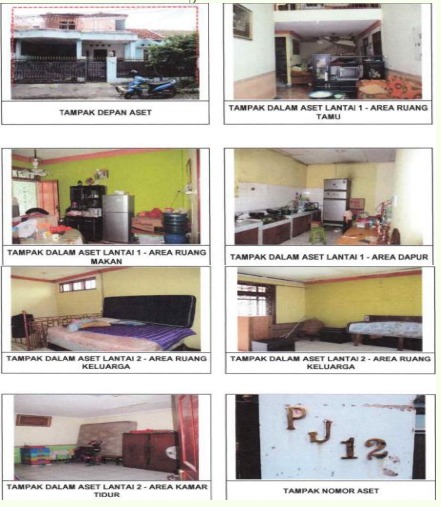 TAMPAK DEPAN ASET
TAMPAK DALAM ASET LANTAI 1 - AREA RUANG
TAMU
TAMPAK DALAM ASET LANTAI 1 - AREA RUANG
MAKAN
TAMPAK DALAM ASET LANTAI 1 - AREA DAPUR
TAMPAK DALAM ASET LANTAI 2 - AREA RUANG
KELUARGA
TAMPAK DALAM ASET LANTAI 2 - AREA RUANG
KELUARGA
TAMPAK DALAM ASET LANTAI 2 - AREA KAMAR
TIDUR
PJ12
TAMPAK NOMOR ASET